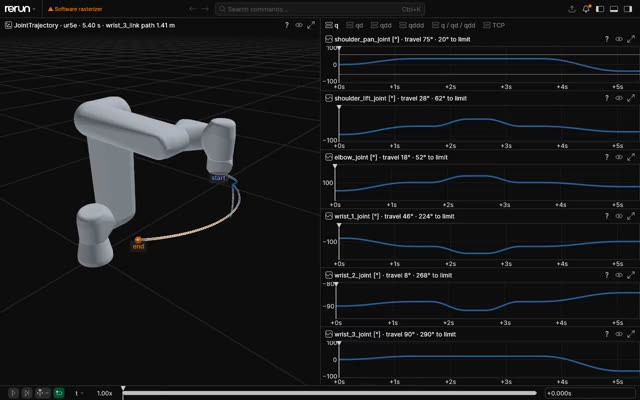 rerun
Software rasterizer
Search commands...
Ctrl+K
JointTrajectory · ur5e · 5.40 s · wrist_3_link path 1.41 m
?
start
end
q qd qdd qddd q / qd / qdd TCP
shoulder_pan_joint [°] · travel 75° · 20° to limit
?
100
0
−100
+0s +1s +2s +3s +4s +5s
shoulder_lift_joint [°] · travel 28° · 62° to limit
?
−100
+0s +1s +2s +3s +4s +5s
elbow_joint [°] · travel 18° · 52° to limit
?
100
+0s +1s +2s +3s +4s +5s
wrist_1_joint [°] · travel 46° · 224° to limit
?
−100
+0s +1s +2s +3s +4s +5s
wrist_2_joint [°] · travel 8° · 268° to limit
?
−80
−90
+0s +1s +2s +3s +4s +5s
wrist_3_joint [°] · travel 90° · 290° to limit
?
100
0
−100
+0s +1s +2s +3s +4s +5s
t
1.00x
+0.000s